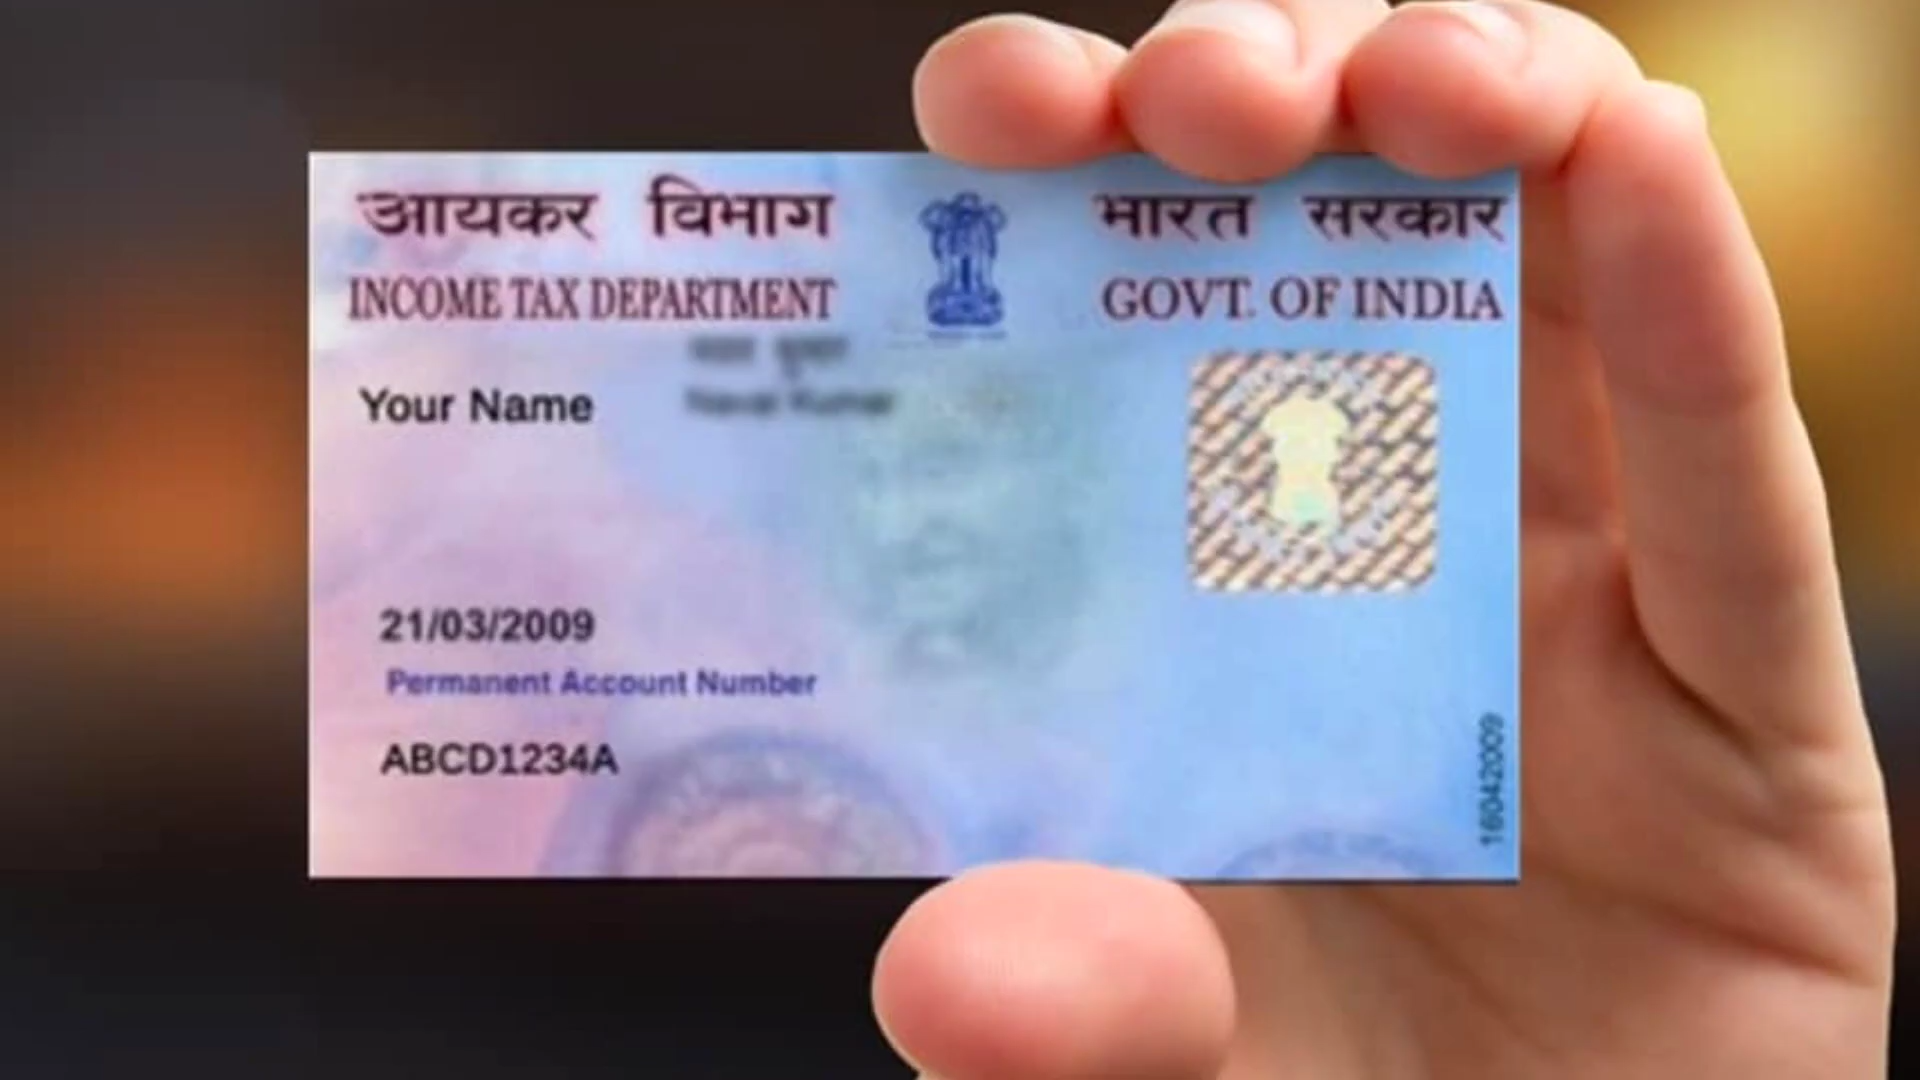 आयकर विभाग
INCOME TAX DEPARTMENT
भारत सरकार
GOVT. OF INDIA
Your Name
21/03/2009
Permanent Account Number
ABCD1234A
16042009